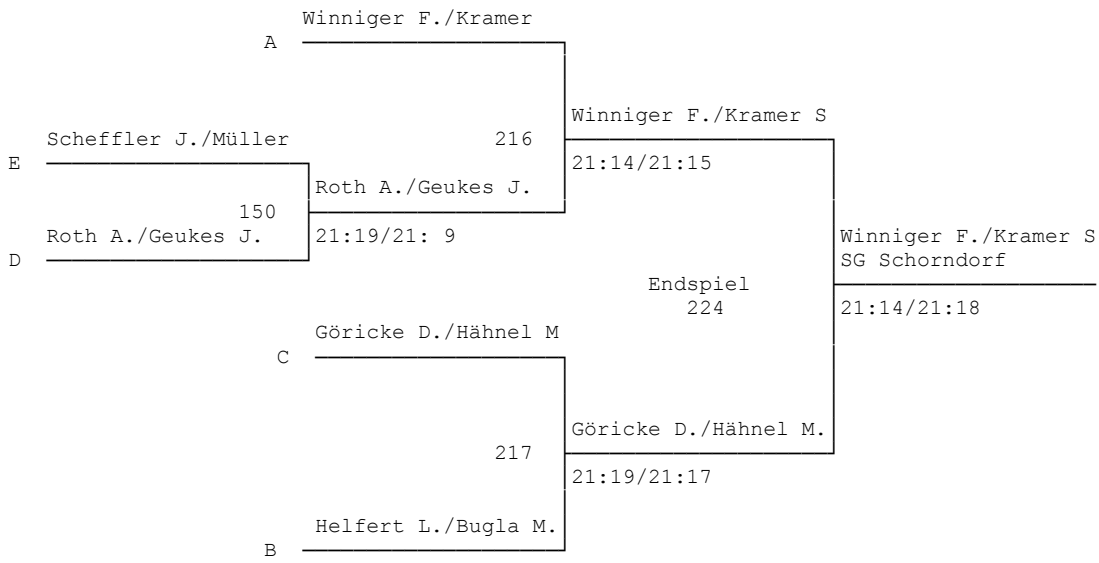 Winniger F./Kramer
A
Winniger F./Kramer S
Scheffler J./Müller 216
E 21:14/21:15
Roth A./Geukes J.
150
Roth A./Geukes J. 21:19/21: 9 Winniger F./Kramer S
D SG Schorndorf
Endspiel
224 21:14/21:18
Göricke D./Hähnel M
C
Göricke D./Hähnel M.
217
21:19/21:17
Helfert L./Bugla M.
B